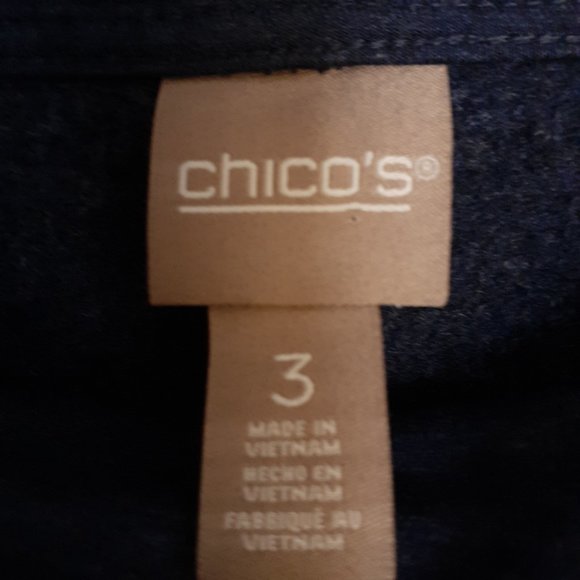 chico's®
3
MADE IN
VIETNAM
HECHO EN
VIETNAM
FABRIQUÉ AU
VIETNAM